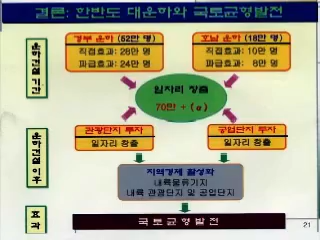 결론: 한반도 대운하와 국토균형발전
운하건설 기간
경부 운하 (52만 명)
직접효과: 28만 명
파급효과: 24만 명
호남 운하 (18만 명)
직접효과: 10만 명
파급효과: 8만 명
일자리 창출
70만 + (α)
운하건설 이후
관광단지 투자
일자리 창출
공업단지 투자
일자리 창출
지역경제 활성화
내륙물류기지
내륙 관광단지 및 공업단지
효과
국토균형발전
21